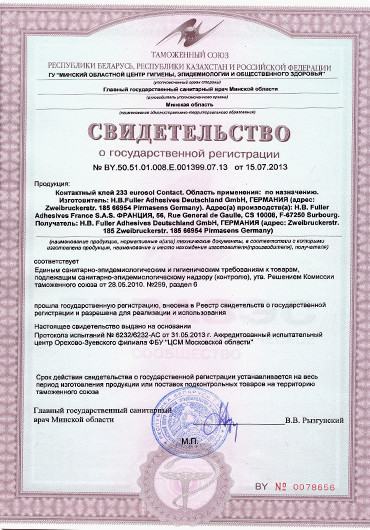 ТАМОЖЕННЫЙ СОЮЗ
РЕСПУБЛИКИ БЕЛАРУСЬ, РЕСПУБЛИКИ КАЗАХСТАН И РОССИЙСКОЙ ФЕДЕРАЦИИ
ГУ "МИНСКИЙ ОБЛАСТНОЙ ЦЕНТР ГИГИЕНЫ, ЭПИДЕМИОЛОГИИ И ОБЩЕСТВЕННОГО ЗДОРОВЬЯ"
(уполномоченный орган Стороны)
Главный государственный санитарный врач Минской области
(руководитель уполномоченного органа)
Минская область
(наименование административно-территориального образования)
СВИДЕТЕЛЬСТВО
о государственной регистрации
№ BY.50.51.01.008.E.001399.07.13 от 15.07.2013
Продукция:
Контактный клей 233 eurosol Contact. Область применения: по назначению.
Изготовитель: H.B.Fuller Adhesives Deutschland GmbH, ГЕРМАНИЯ (адрес:
Zweibruckerstr. 185 66954 Pirmasens Germany). Адрес(а) производств(а): H.B. Fuller
Adhesives France S.A.S. ФРАНЦИЯ, 56, Rue General de Gaulle, CS 10008, F-67250 Surbourg.
Получатель: H.B. Fuller Adhesives Deutschland GmbH, ГЕРМАНИЯ (адрес: Zweibruckerstr.
185 66954 Pirmasens Germany).
(наименование продукции, нормативные и(или) технические документы, в соответствии с которыми
изготовлена продукция, наименование и место нахождения изготовителя(производителя), получателя)
соответствует
Единым санитарно-эпидемиологическим и гигиеническим требованиям к товарам,
подлежащим санитарно-эпидемиологическому надзору (контролю), утв. Решением Комиссии
таможенного союза от 28.05.2010. №299, раздел 6
прошла государственную регистрацию, внесена в Реестр свидетельств о государственной
регистрации и разрешена для реализации и использования
Настоящее свидетельство выдано на основании
Протокола испытаний № 6232/6232-АС от 31.05.2013 г. Аккредитованный испытательный
центр Орехово-Зуевского филиала ФБУ "ЦСМ Московской области"
СООБЩЕСТВО
Срок действия свидетельства о государственной регистрации устанавливается на весь
период изготовления продукции или поставок подконтрольных товаров на территорию
таможенного союза
Главный государственный санитарный
врач Минской области
В.В. Рызгунский
М.П.
BY № 0078656